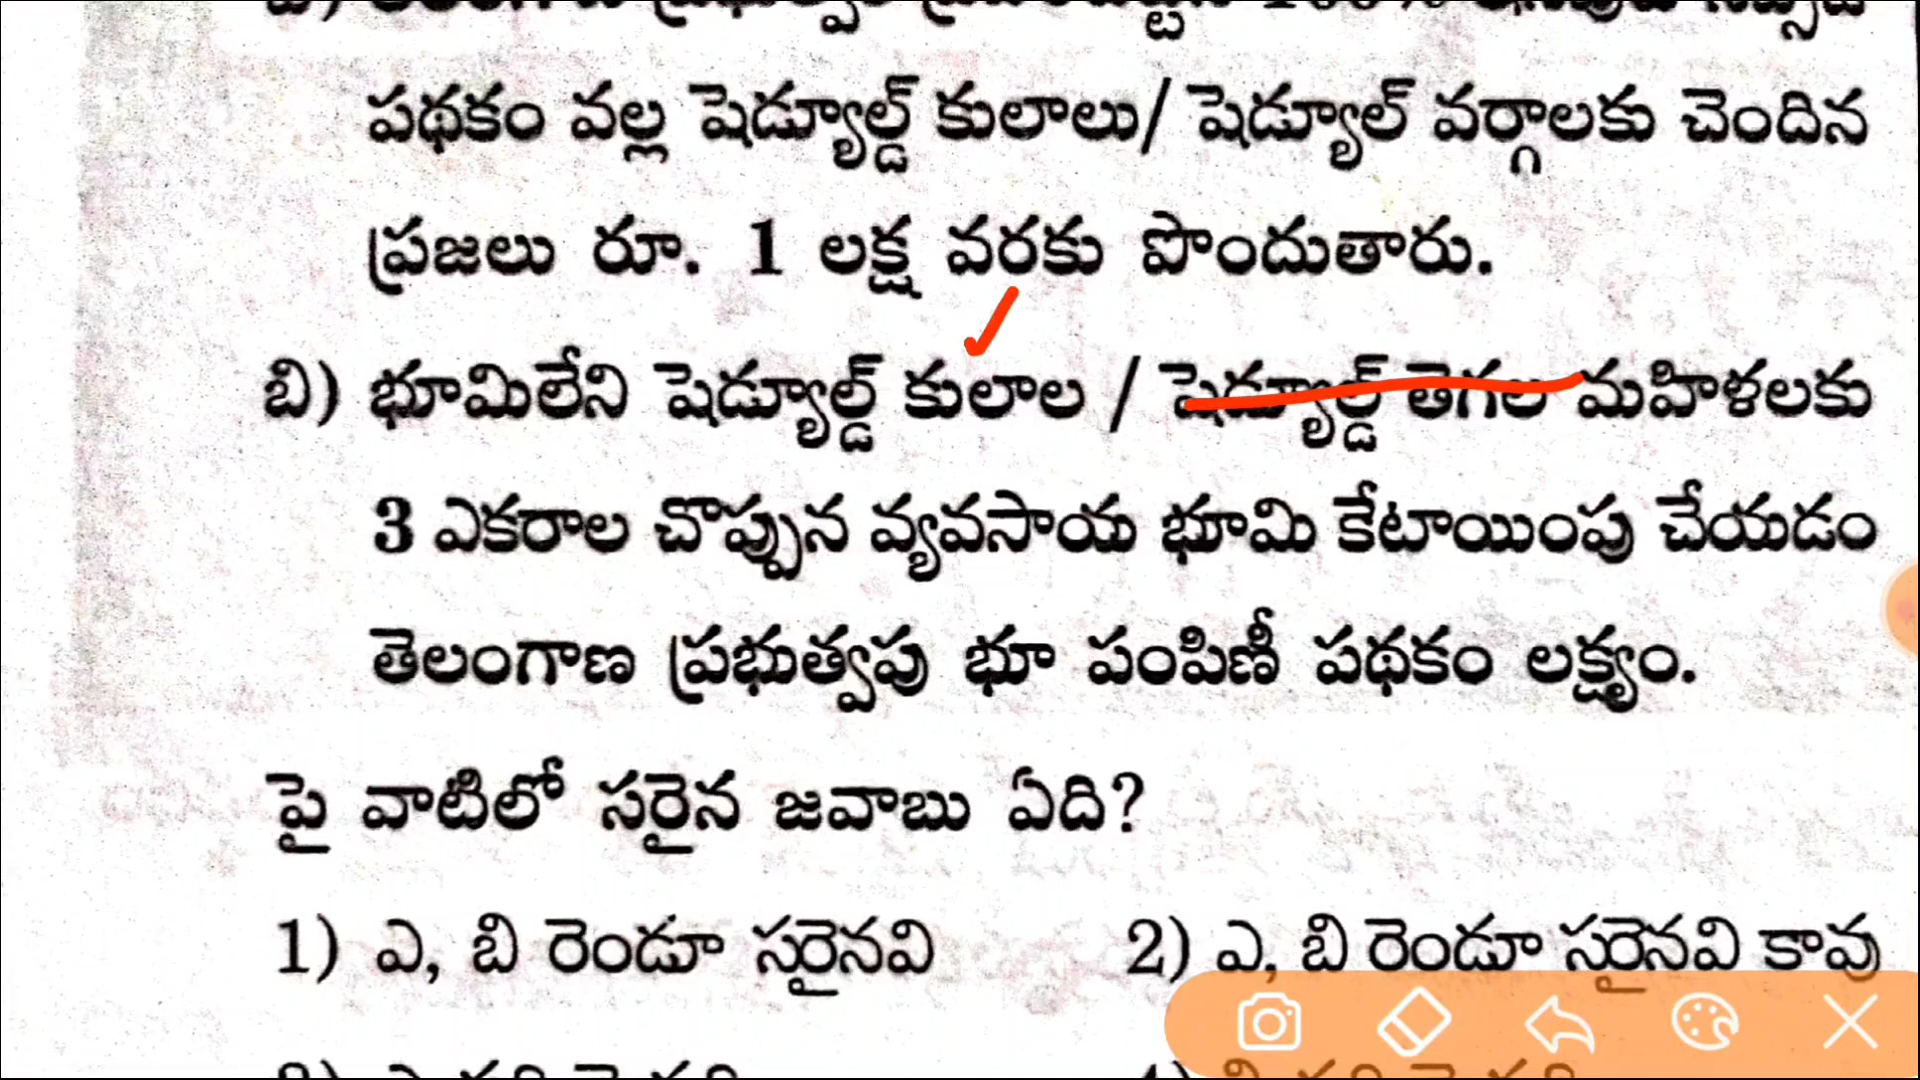 పథకం వల్ల షెడ్యూల్డ్ కులాలు/ షెడ్యూల్ వర్గాలకు చెందిన
ప్రజలు రూ. 1 లక్ష వరకు పొందుతారు.
బి) భూమిలేని షెడ్యూల్డ్ కులాల / షెడ్యూల్డ్ తెగల మహిళలకు
3 ఎకరాల చొప్పున వ్యవసాయ భూమి కేటాయింపు చేయడం
తెలంగాణ ప్రభుత్వపు భూ పంపిణీ పథకం లక్ష్యం.
పై వాటిలో సరైన జవాబు ఏది?
1) ఎ, బి రెండూ సరైనవి 2) ఎ, బి రెండూ సరైనవి కావు